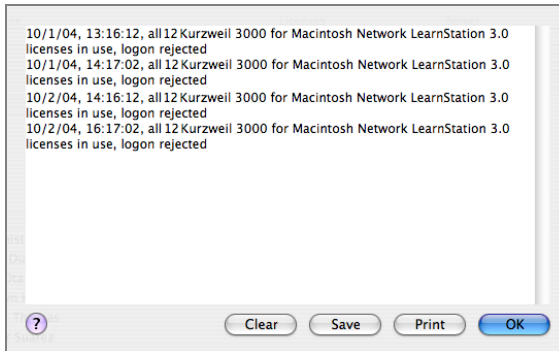 10/1/04, 13:16:12, all 12 Kurzweil 3000 for Macintosh Network LearnStation 3.0
licenses in use, logon rejected
10/1/04, 14:17:02, all 12 Kurzweil 3000 for Macintosh Network LearnStation 3.0
licenses in use, logon rejected
10/2/04, 14:16:12, all 12 Kurzweil 3000 for Macintosh Network LearnStation 3.0
licenses in use, logon rejected
10/2/04, 16:17:02, all 12 Kurzweil 3000 for Macintosh Network LearnStation 3.0
licenses in use, logon rejected
? Clear Save Print OK